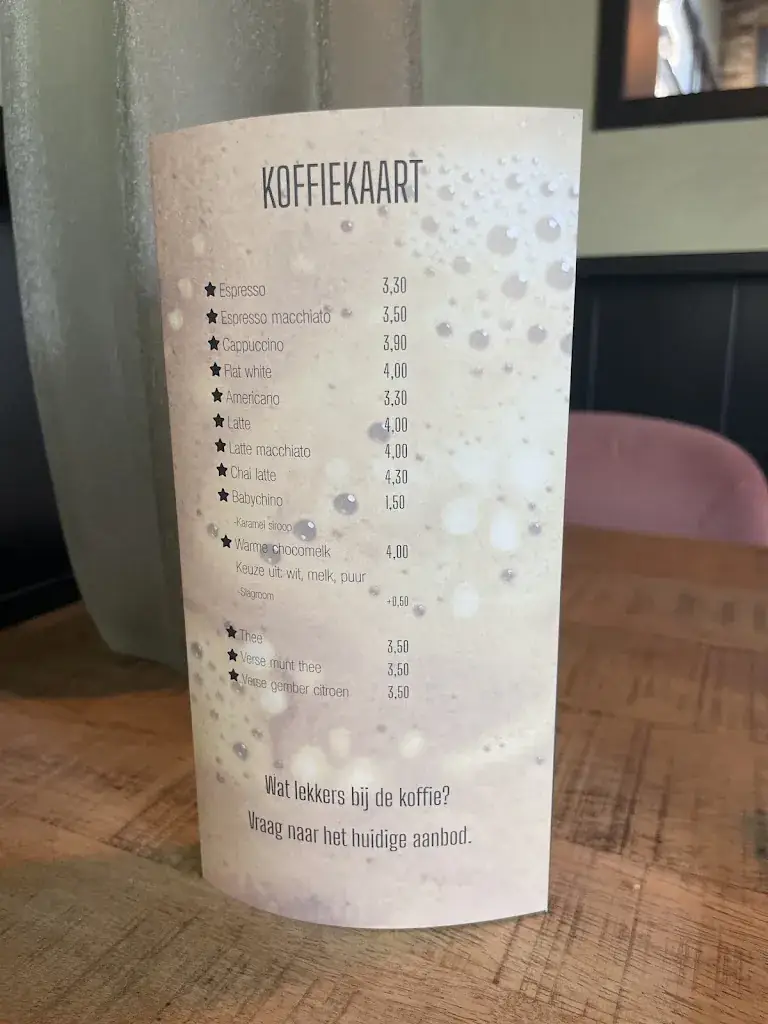 KOFFIEKAART
★ Espresso 3,30
★ Espresso macchiato 3,50
★ Cappuccino 3,90
★ Flat white 4,00
★ Americano 3,30
★ Latte 4,00
★ Latte macchiato 4,00
★ Chai latte 4,30
★ Babychino 1,50
-Karamel siroop
★ Warme chocomelk 4,00
Keuze uit: wit, melk, puur
-Slagroom +0,50
★ Thee 3,50
★ Verse munt thee 3,50
★ Verse gember citroen 3,50
Wat lekkers bij de koffie?
Vraag naar het huidige aanbod.